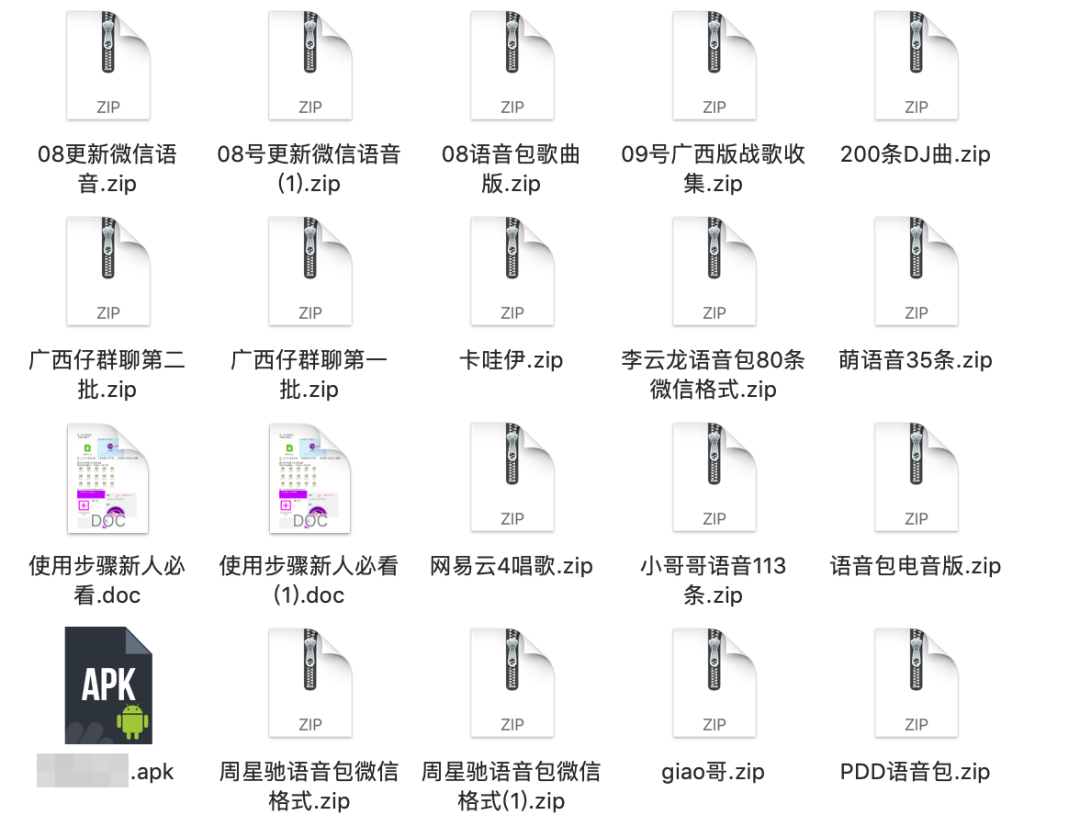 ZIP
ZIP
ZIP
ZIP
ZIP
08更新微信语
音.zip
08号更新微信语音
(1).zip
08语音包歌曲
版.zip
09号广西版战歌收
集.zip
200条DJ曲.zip
ZIP
ZIP
ZIP
ZIP
ZIP
广西仔群聊第二
批.zip
广西仔群聊第一
批.zip
卡哇伊.zip
李云龙语音包80条
微信格式.zip
萌语音35条.zip
DOC
DOC
ZIP
ZIP
ZIP
使用步骤新人必
看.doc
使用步骤新人必看
(1).doc
网易云4唱歌.zip
小哥哥语音113
条.zip
语音包电音版.zip
APK
ZIP
ZIP
ZIP
ZIP
.apk
周星驰语音包微信
格式.zip
周星驰语音包微信
格式(1).zip
giao哥.zip
PDD语音包.zip